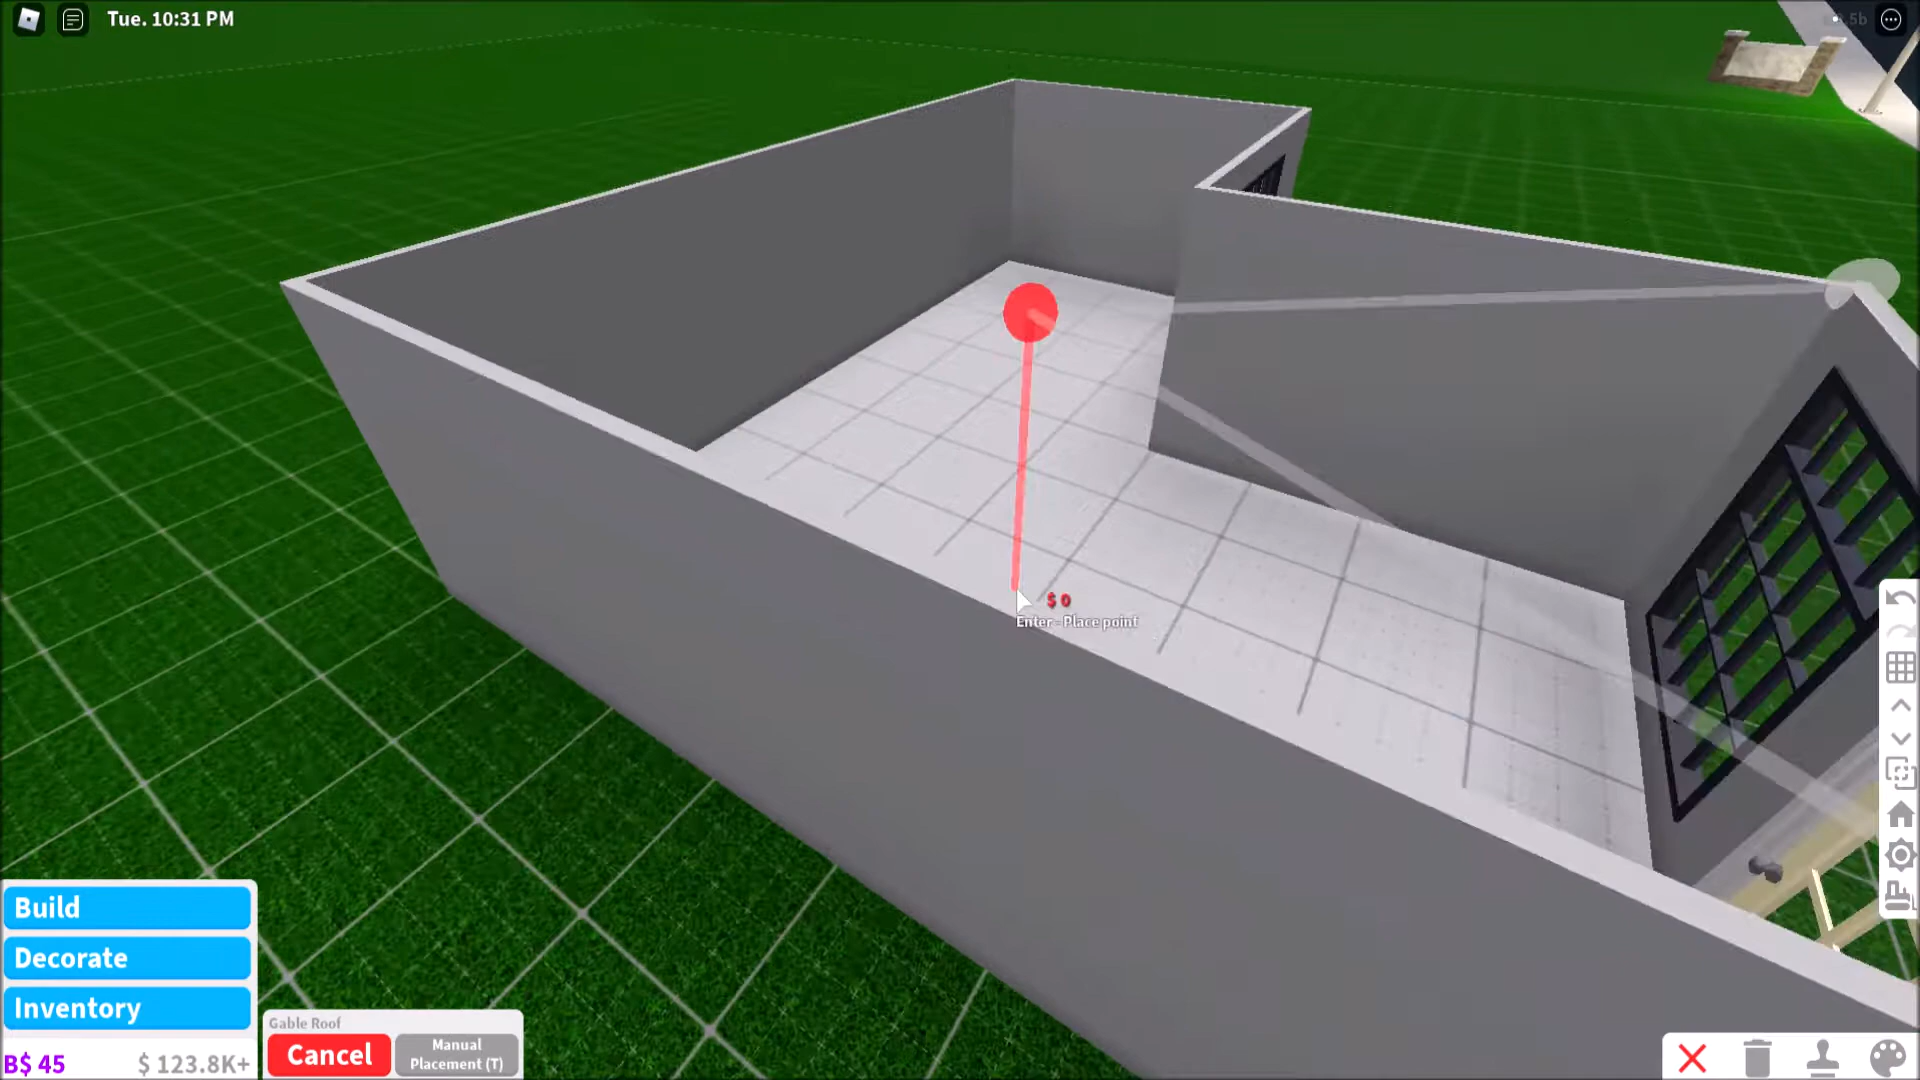 Tue. 10:31 PM
5b
$ 0
Enter - Place point
Build
Decorate
Inventory
B$ 45
$ 123.8K+
Gable Roof
Cancel
Manual
Placement (T)